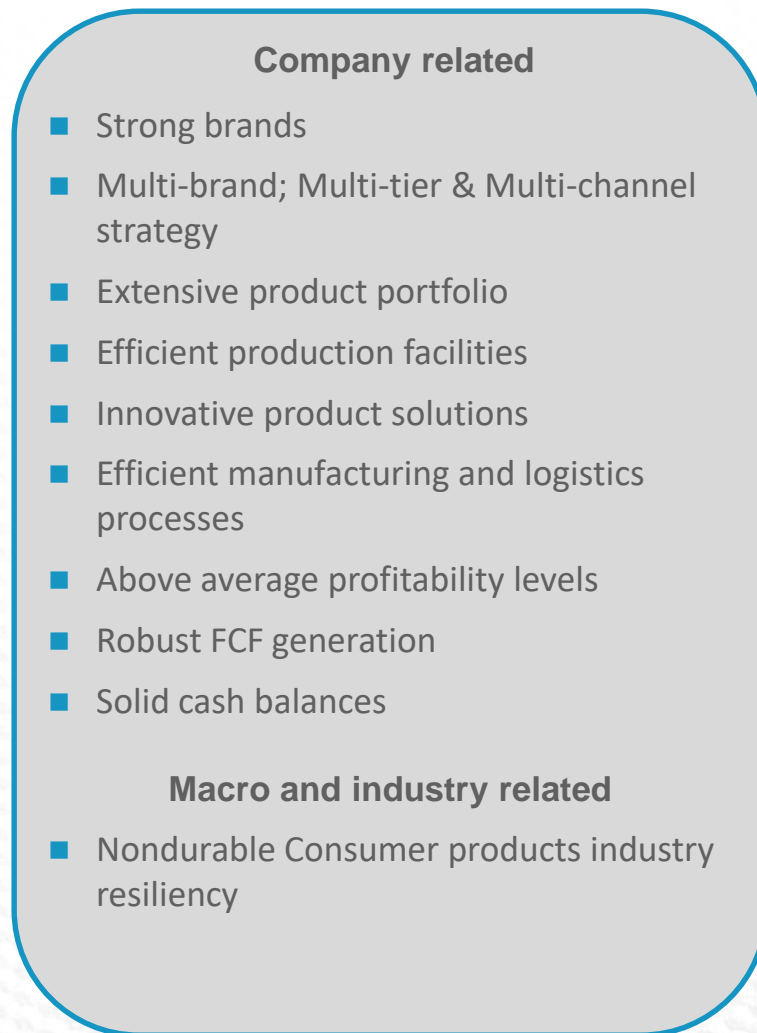 Company related
■ Strong brands
■ Multi-brand; Multi-tier & Multi-channel
strategy
■ Extensive product portfolio
■ Efficient production facilities
■ Innovative product solutions
■ Efficient manufacturing and logistics
processes
■ Above average profitability levels
■ Robust FCF generation
■ Solid cash balances
Macro and industry related
■ Nondurable Consumer products industry
resiliency